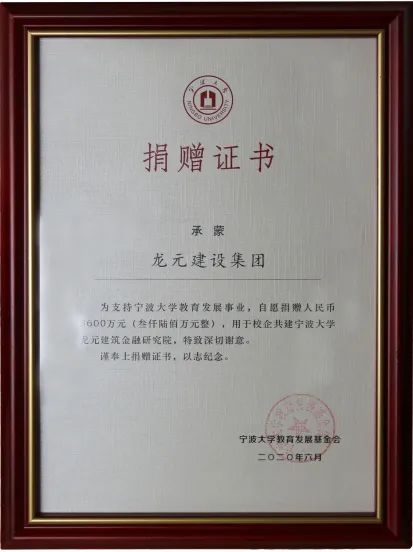 宁波大学
NINGBO UNIVERSITY
捐赠证书
承蒙
龙元建设集团
为支持宁波大学教育发展事业，自愿捐赠人民币
3600万元（叁仟陆佰万元整），用于校企共建宁波大学
龙元建筑金融研究院，特致深切谢意。
谨奉上捐赠证书，以志纪念。
宁波大学教育发展基金会
二〇二〇年六月